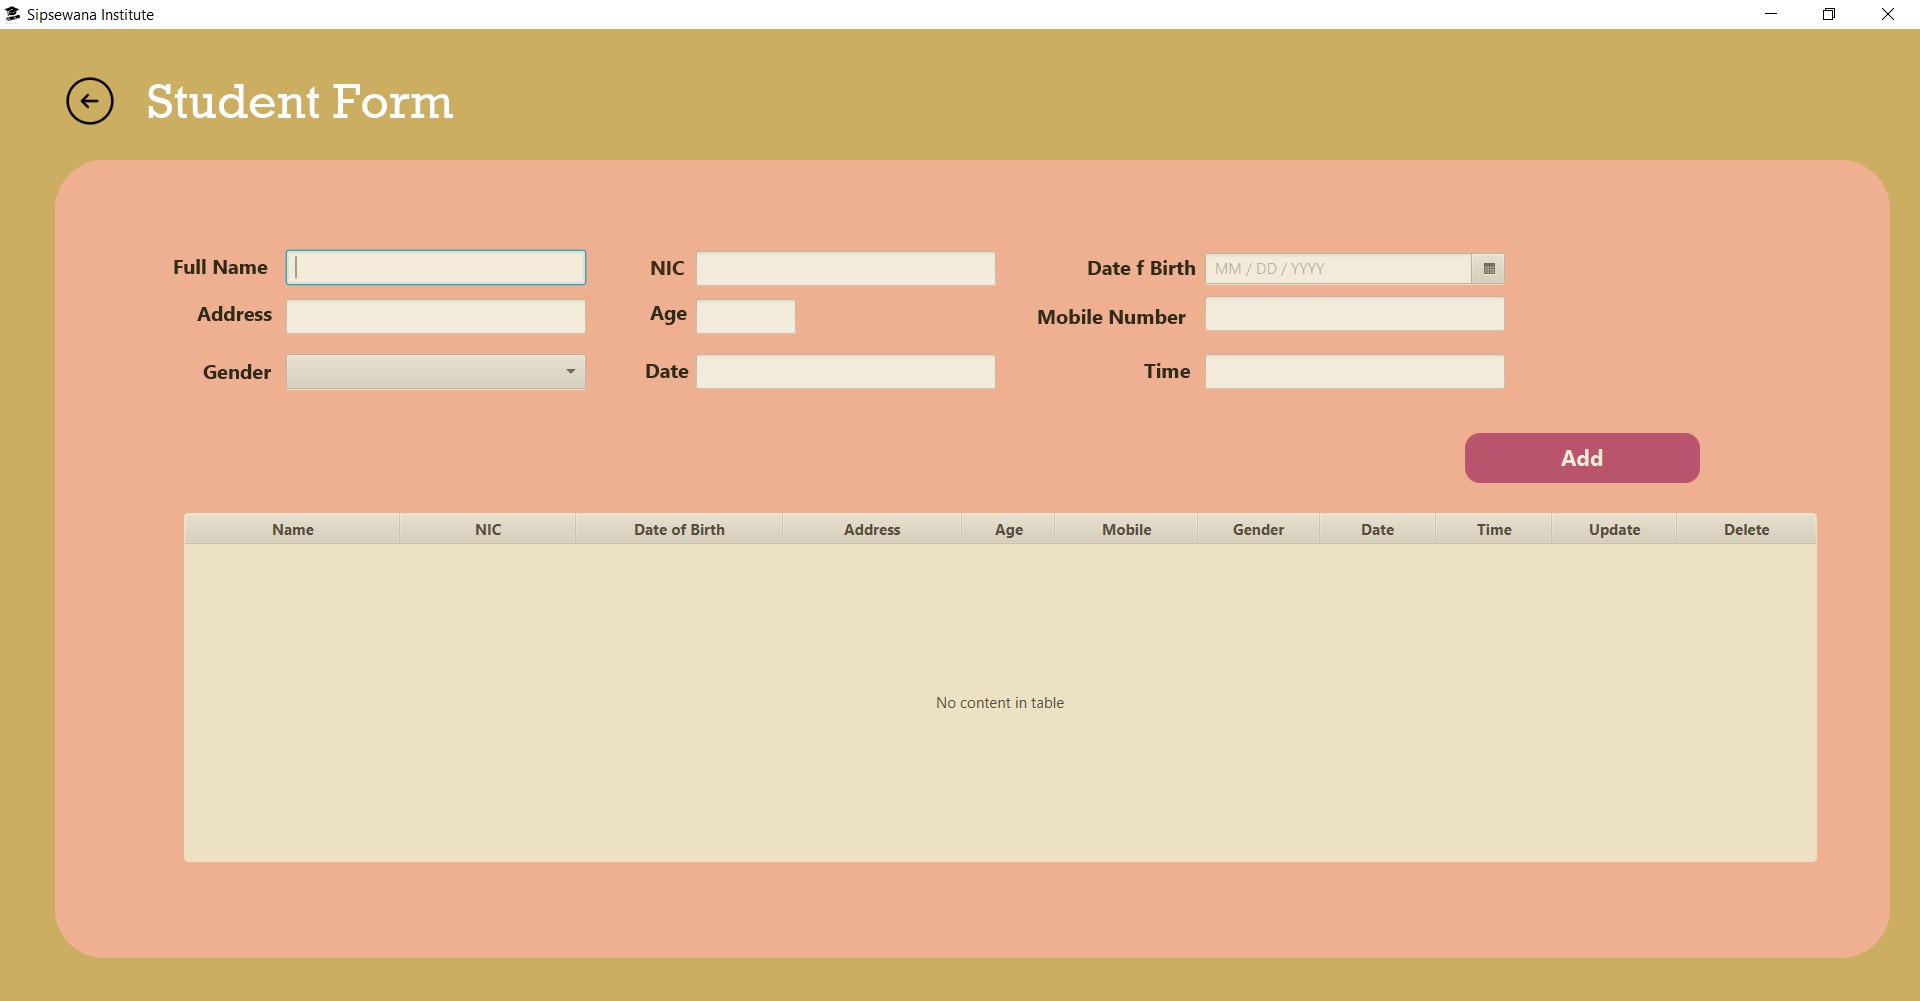 Sipsewana Institute
Student Form
Full Name NIC Date f Birth MM / DD / YYYY
Address Age Mobile Number
Gender Date Time
Add
Name NIC Date of Birth Address Age Mobile Gender Date Time Update Delete
No content in table